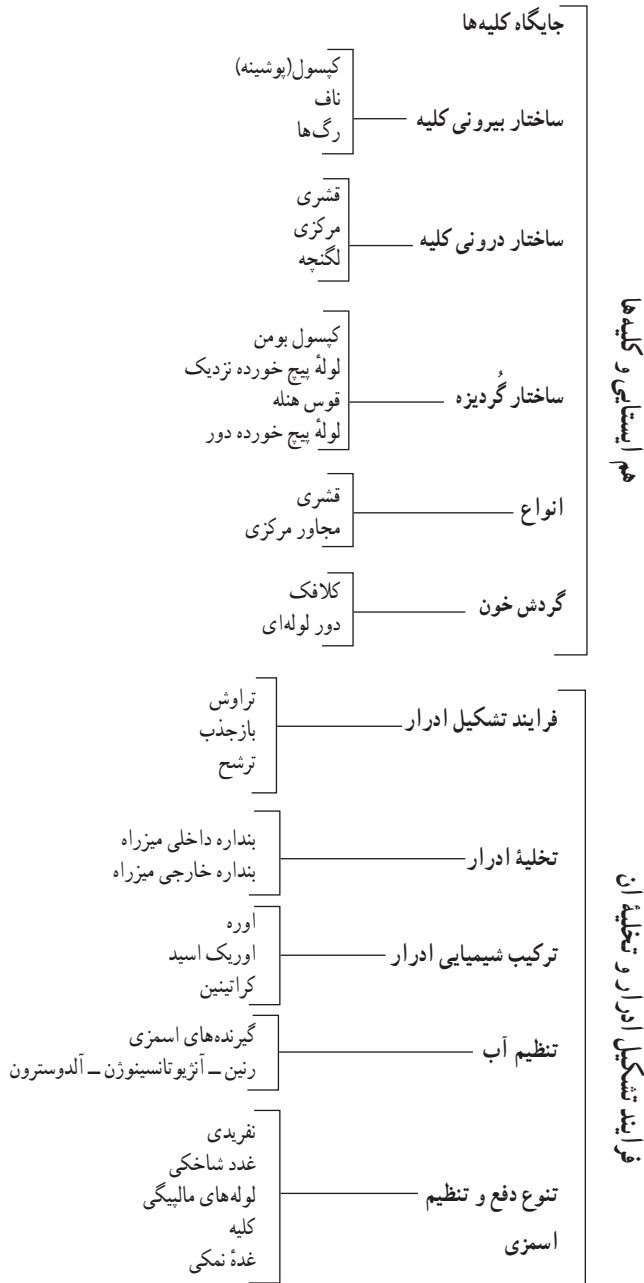 هم ایستایی و کلیه‌ها
جایگاه کلیه‌ها
ساختار بیرونی کلیه
کپسول(پوشینه)
ناف
رگ‌ها
ساختار درونی کلیه
قشری
مرکزی
لگنچه
ساختار گُردیزه
کپسول بومن
لولهٔ پیچ خورده نزدیک
قوس هنله
لولهٔ پیچ خورده دور
انواع
قشری
مجاور مرکزی
گردش خون
کلافک
دور لوله‌ای
فرایند تشکیل ادرار و تخلیهٔ ان
فرایند تشکیل ادرار
تراوش
بازجذب
ترشح
تخلیهٔ ادرار
بنداره داخلی میزراه
بنداره خارجی میزراه
ترکیب شیمیایی ادرار
اوره
اوریک اسید
کراتینین
تنظیم آب
گیرنده‌های اسمزی
رنین ــ آنژیوتانسینوژن ــ آلدوسترون
تنوع دفع و تنظیم
اسمزی
نفریدی
غدد شاخکی
لوله‌های مالپیگی
کلیه
غدهٔ نمکی